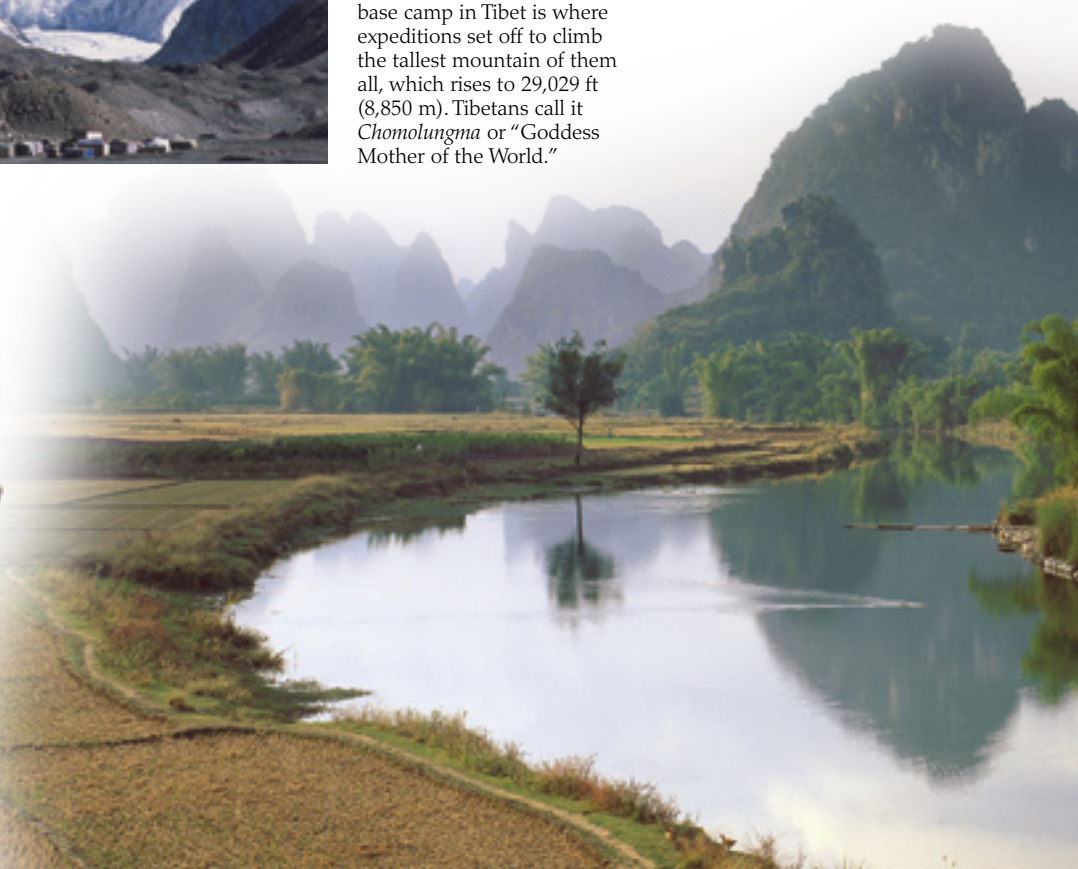 base camp in Tibet is where
expeditions set off to climb
the tallest mountain of them
all, which rises to 29,029 ft
(8,850 m). Tibetans call it
Chomolungma or “Goddess
Mother of the World.”